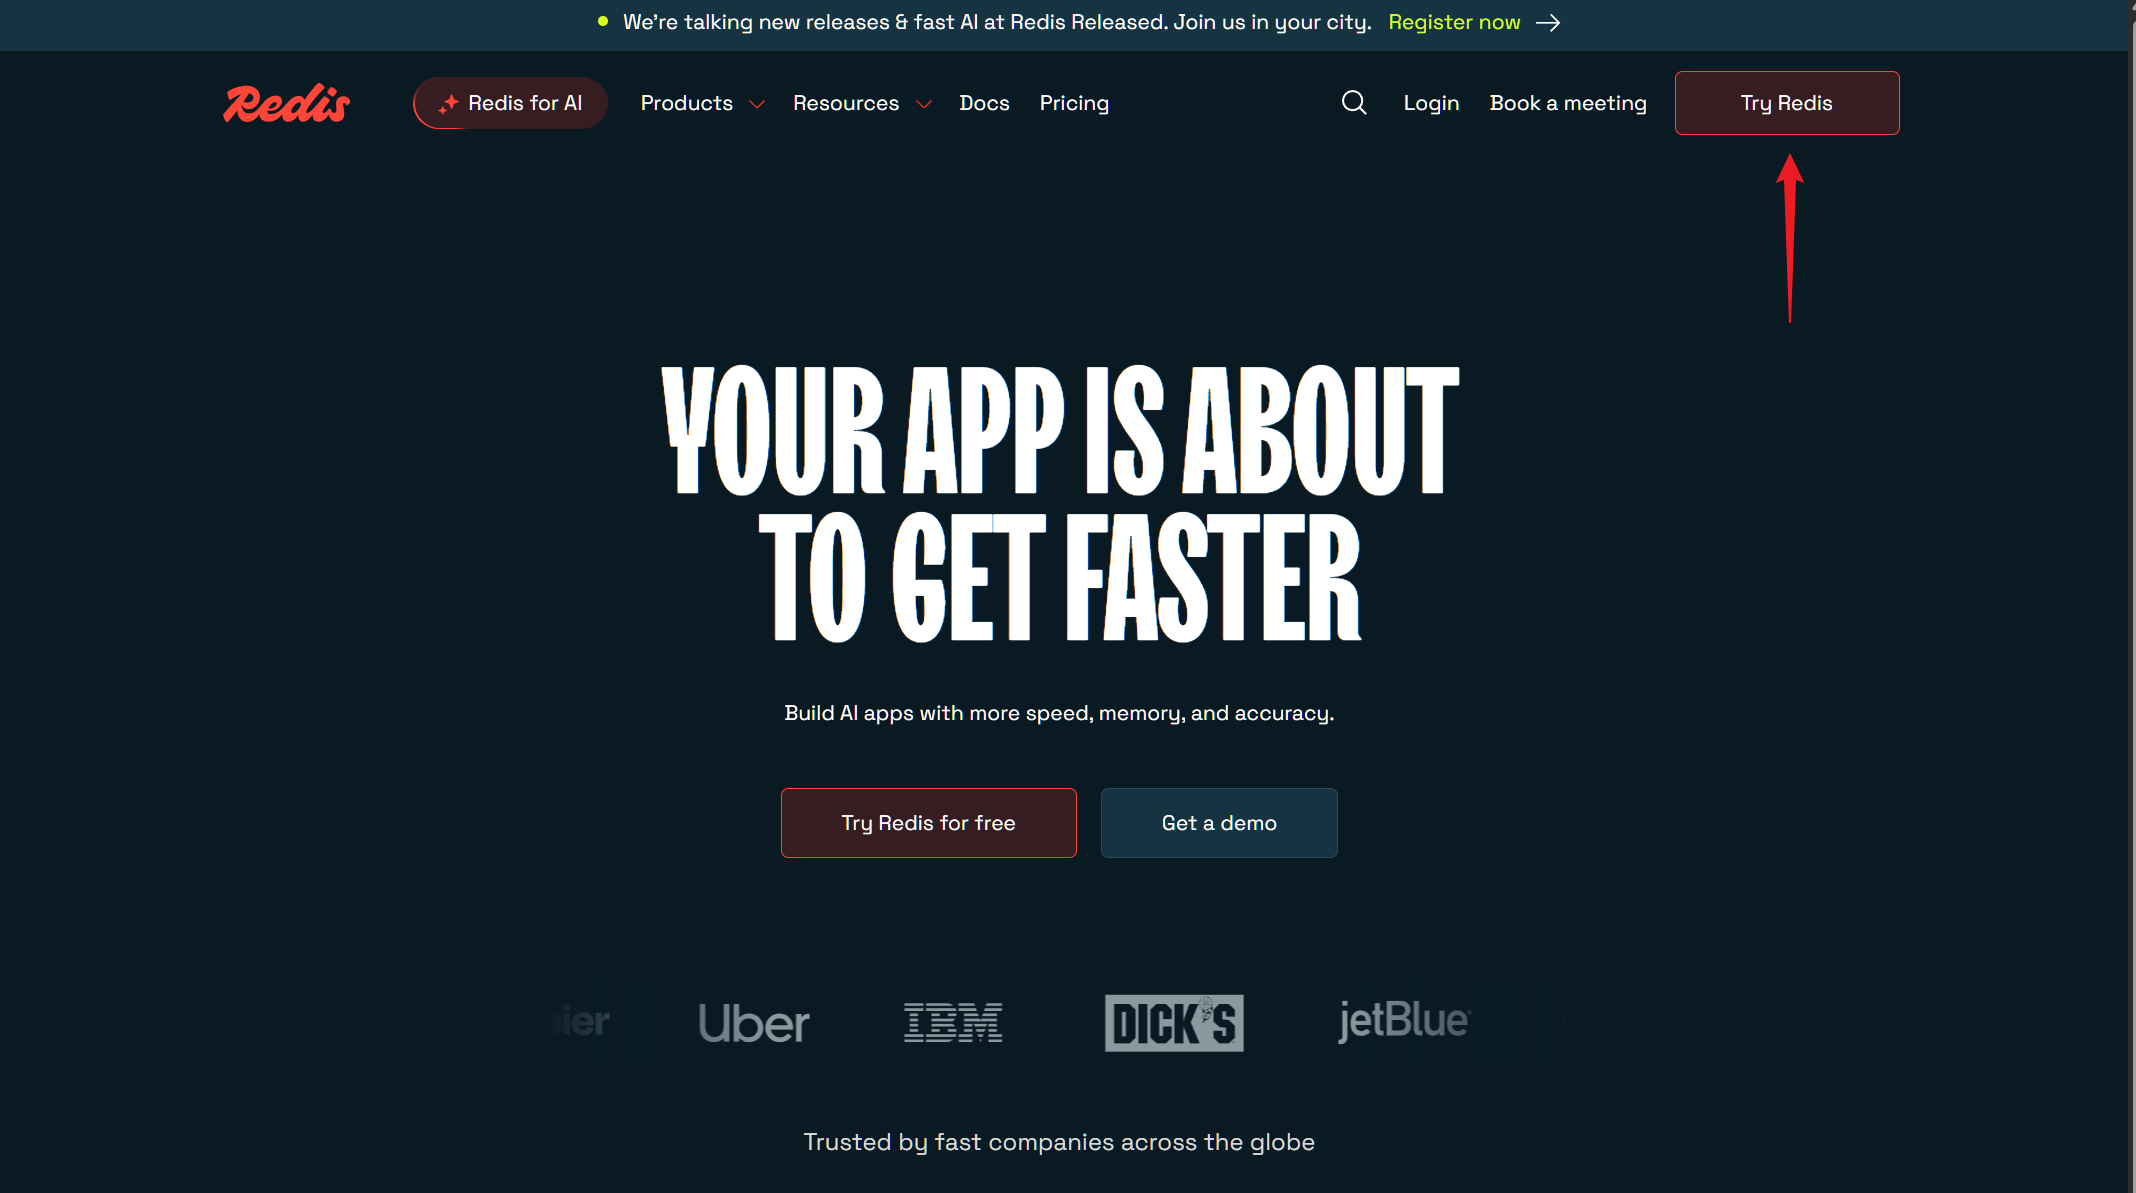 We're talking new releases & fast AI at Redis Released. Join us in your city. Register now
Redis
Redis for AI
Products
Resources
Docs
Pricing
Login
Book a meeting
Try Redis
YOUR APP IS ABOUT
TO GET FASTER
Build AI apps with more speed, memory, and accuracy.
Try Redis for free
Get a demo
Uber
IBM
DICK'S
jetBlue
Trusted by fast companies across the globe